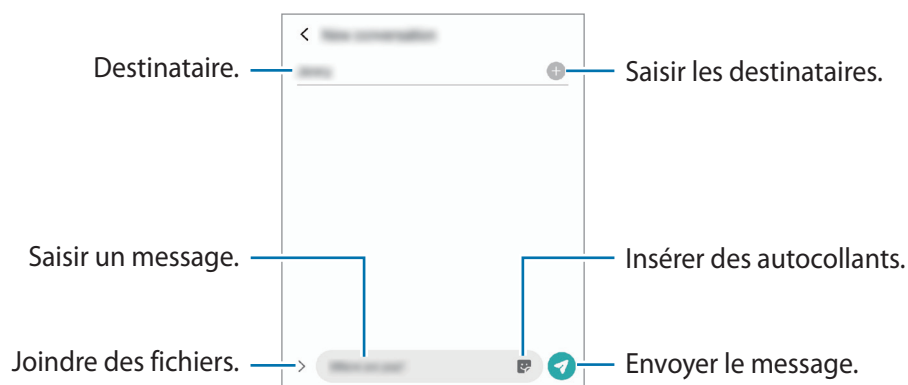 Destinataire.
Saisir les destinataires.
Saisir un message.
Insérer des autocollants.
Joindre des fichiers.
Envoyer le message.